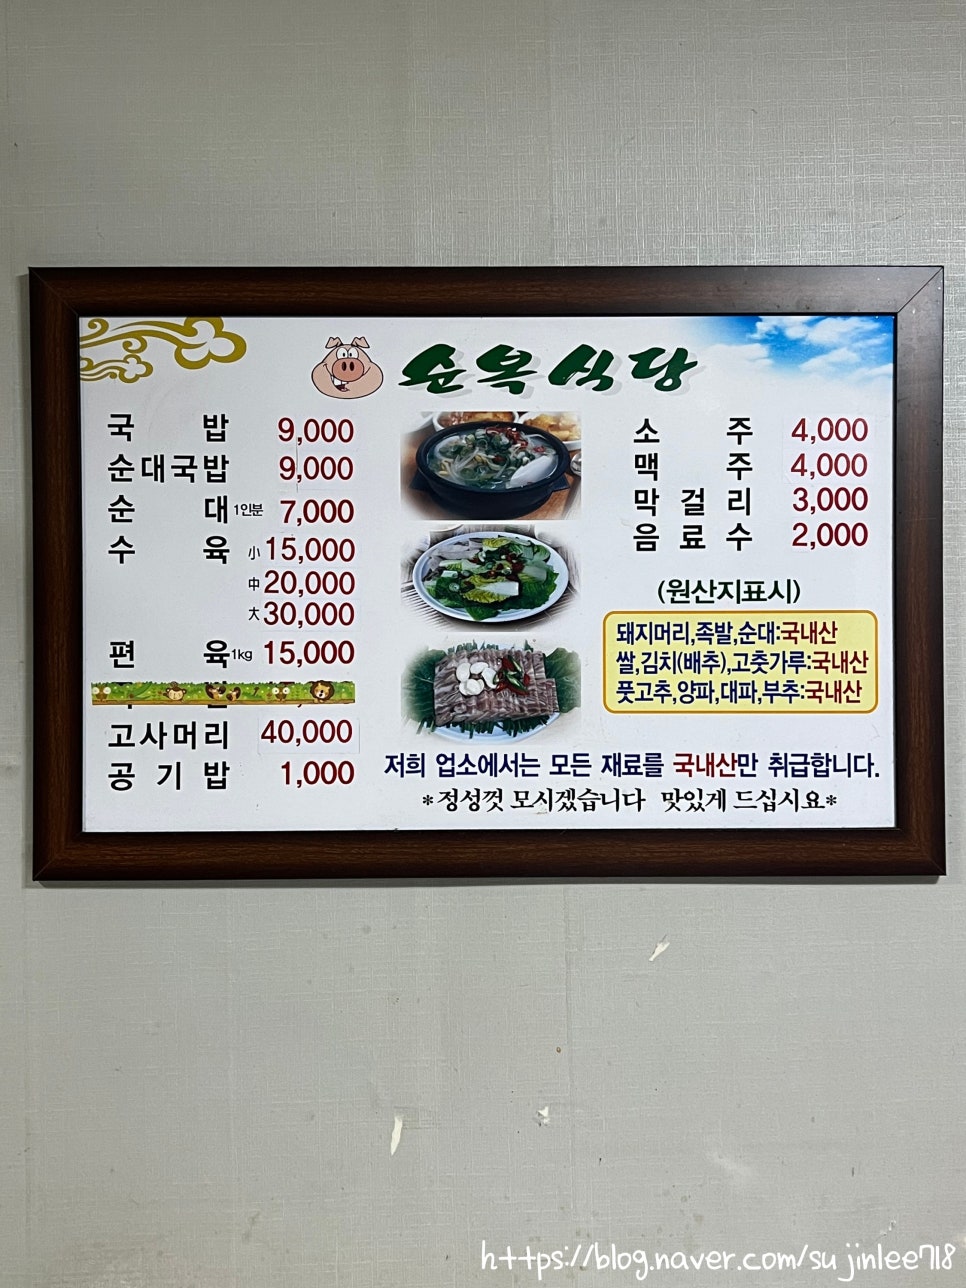 순복식당
국밥 9,000
순대국밥 9,000
순대 1인분 7,000
수육 小 15,000
中 20,000
大 30,000
편육 1kg 15,000
고사머리 40,000
공기밥 1,000
소주 4,000
맥주 4,000
막걸리 3,000
음료수 2,000
(원산지표시)
돼지머리,족발,순대:국내산
쌀,김치(배추),고춧가루:국내산
풋고추,양파,대파,부추:국내산
저희 업소에서는 모든 재료를 국내산만 취급합니다.
*정성껏 모시겠습니다 맛있게 드십시요*
https://blog.naver.com/sujinlee718